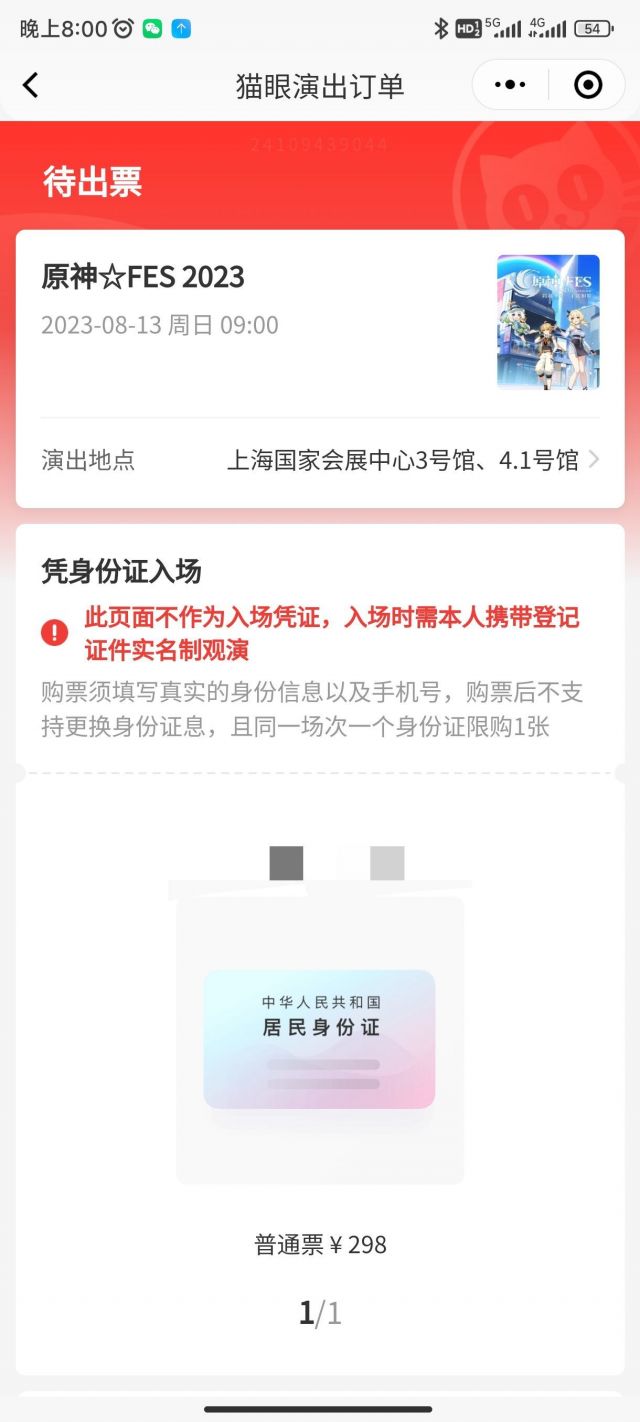 晚上8:00
HD 1 2 5G 4G 54
猫眼演出订单
24109439044
待出票
原神☆FES 2023
2023-08-13 周日 09:00
原神FES
演出地点
上海国家会展中心3号馆、4.1号馆
凭身份证入场
此页面不作为入场凭证，入场时需本人携带登记
证件实名制观演
购票须填写真实的身份信息以及手机号，购票后不支
持更换身份证息，且同一场次一个身份证限购1张
中华人民共和国
居民身份证
普通票 ¥ 298
1/1